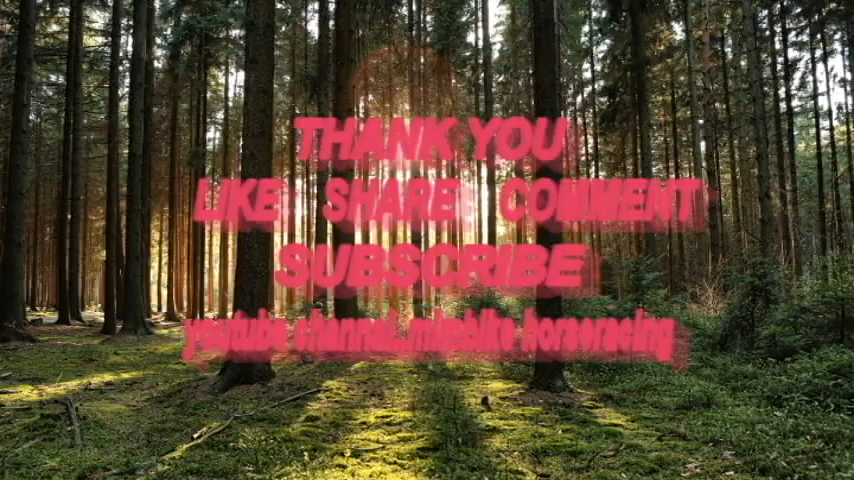 THANK YOU
LIKE SHARE COMMENT
SUBSCRIBE
youtube channel horseracing